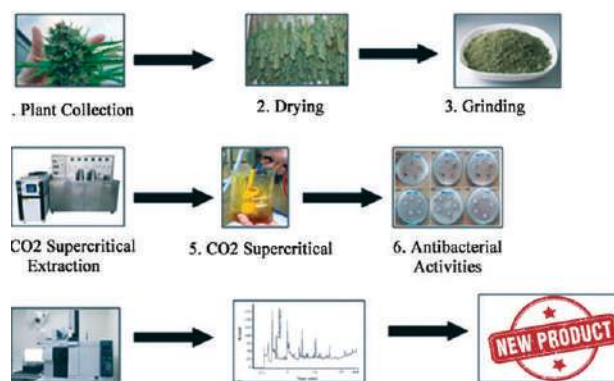 . Plant Collection
2. Drying
3. Grinding
CO2 Supercritical
Extraction
5. CO2 Supercritical
6. Antibacterial
Activities
NEW PRODUCT